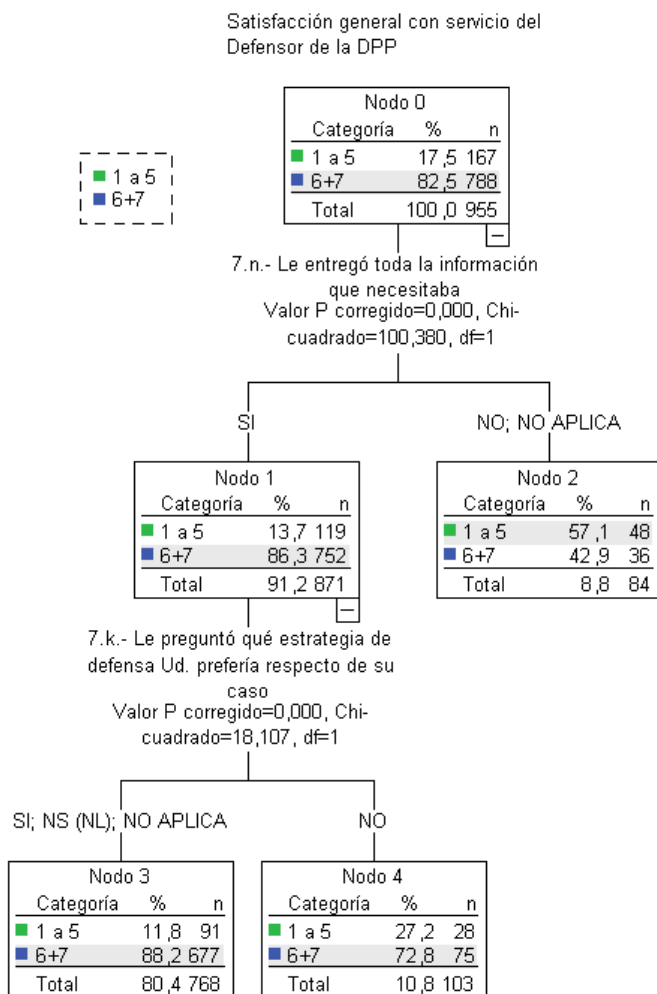 Satisfacción general con servicio del
Defensor de la DPP
1 a 5
6+7
Nodo 0
Categoría % n
1 a 5 17,5 167
6+7 82,5 788
Total 100,0 955
7.n.- Le entregó toda la información
que necesitaba
Valor P corregido=0,000, Chi-
cuadrado=100,380, df=1
SI
NO; NO APLICA
Nodo 1
Categoría % n
1 a 5 13,7 119
6+7 86,3 752
Total 91,2 871
Nodo 2
Categoría % n
1 a 5 57,1 48
6+7 42,9 36
Total 8,8 84
7.k.- Le preguntó qué estrategia de
defensa Ud. prefería respecto de su
caso
Valor P corregido=0,000, Chi-
cuadrado=18,107, df=1
SI; NS (NL); NO APLICA
NO
Nodo 3
Categoría % n
1 a 5 11,8 91
6+7 88,2 677
Total 80,4 768
Nodo 4
Categoría % n
1 a 5 27,2 28
6+7 72,8 75
Total 10,8 103